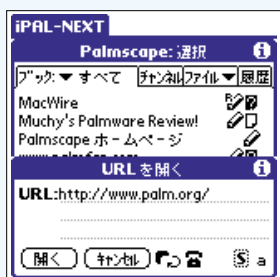 iPAL-NEXT
Palmscape: 選択
ﾌﾞｯｸ: ▼ すべて ﾁｬﾝﾈﾙ ﾌｧｲﾙ ▼ 履歴
MacWire
Muchy's Palmware Review!
Palmscape ホームページ
URL を開く
URL:http://www.palm.org/
開く ｷｬﾝｾﾙ S a